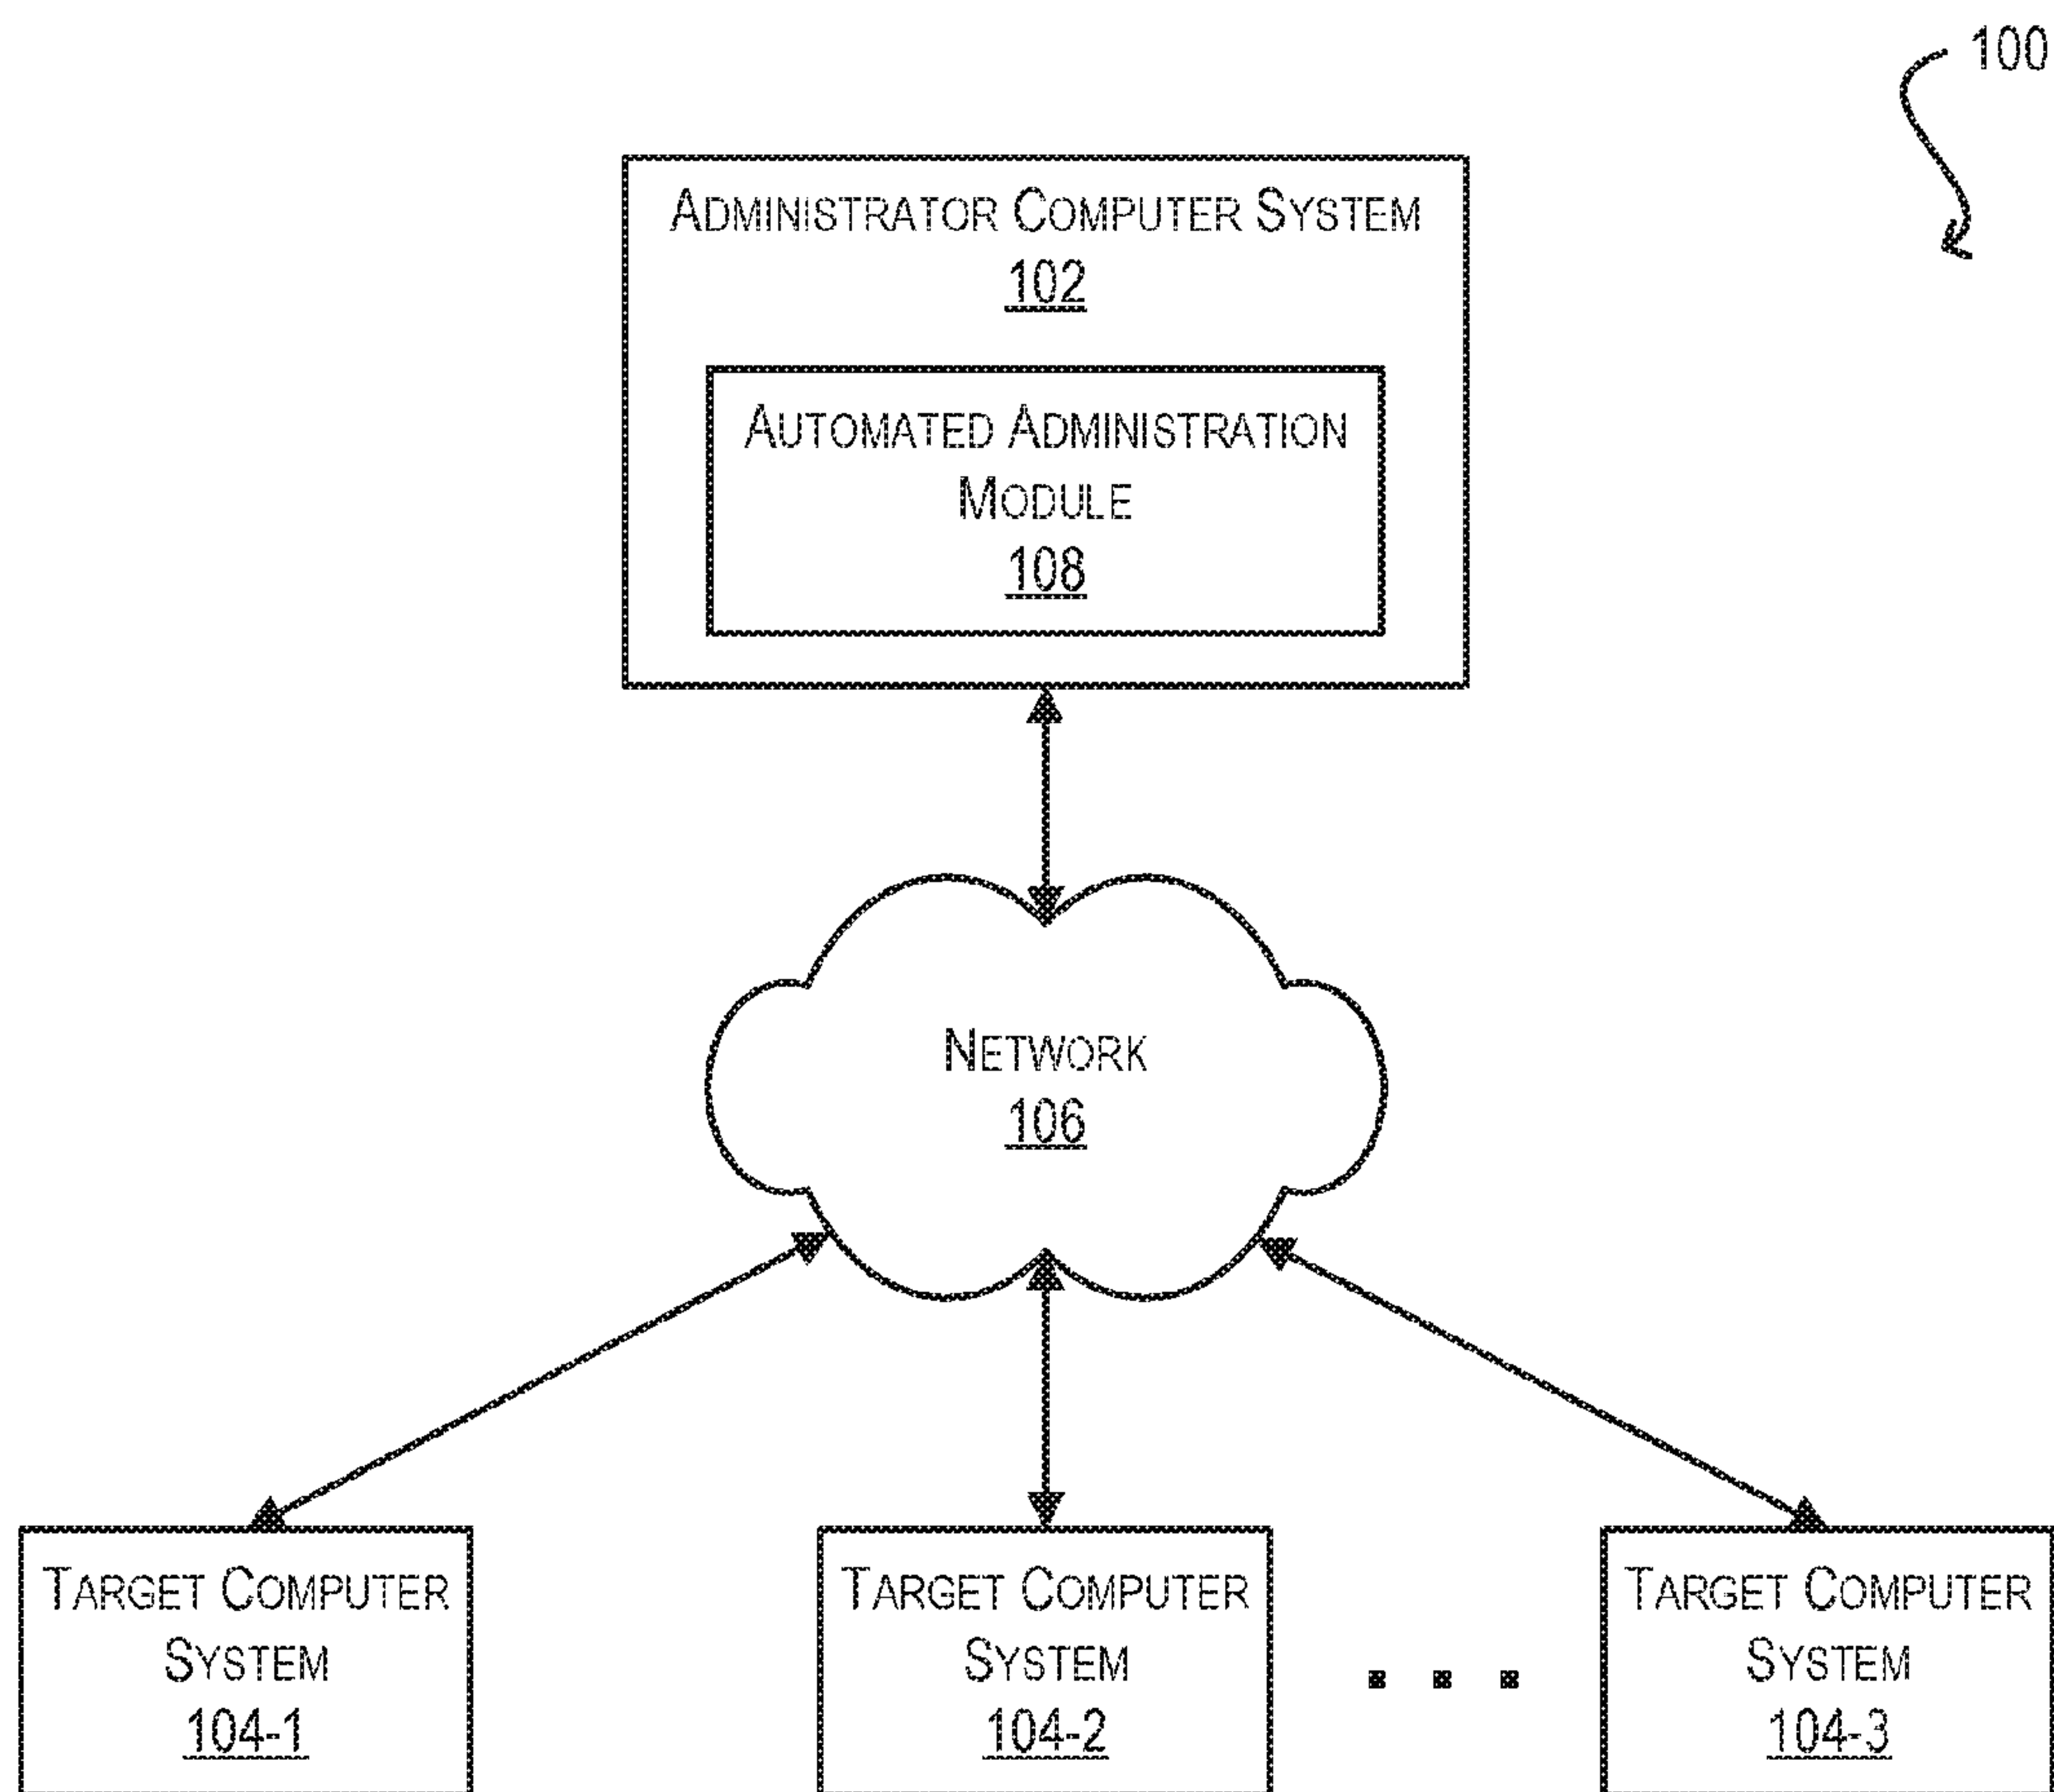 100
ADMINISTRATOR COMPUTER SYSTEM
102
AUTOMATED ADMINISTRATION
MODULE
108
NETWORK
106
TARGET COMPUTER
SYSTEM
104-1
TARGET COMPUTER
SYSTEM
104-2
. . .
TARGET COMPUTER
SYSTEM
104-3